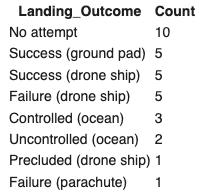 Landing_Outcome Count
No attempt 10
Success (ground pad) 5
Success (drone ship) 5
Failure (drone ship) 5
Controlled (ocean) 3
Uncontrolled (ocean) 2
Precluded (drone ship) 1
Failure (parachute) 1